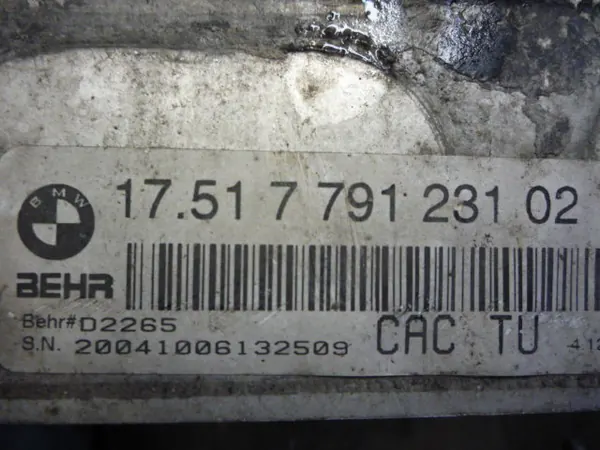 BMW
17.51 7 791 231 02
BEHR
Behr# D2265
S.N. 20041006132509
CAC TU